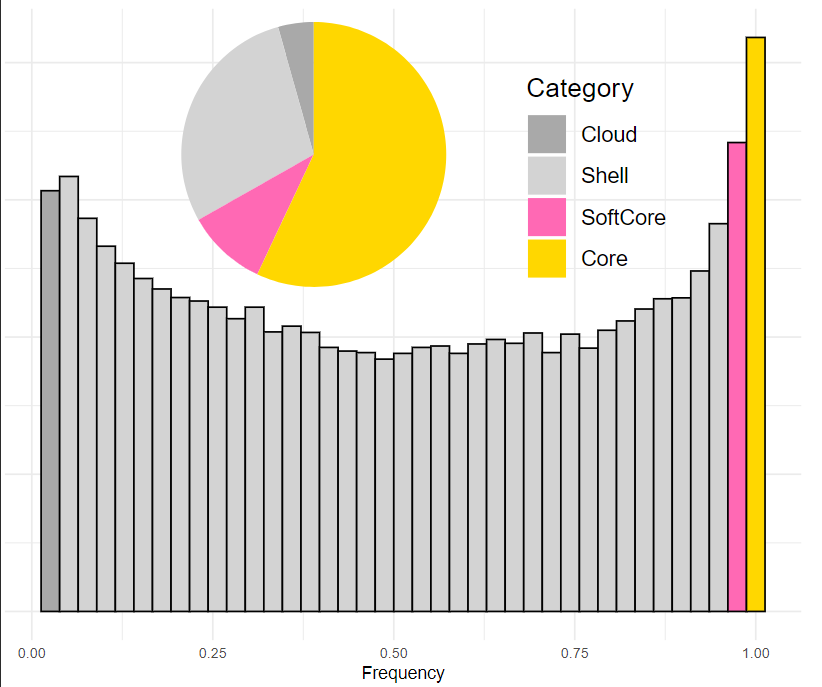 Category
Cloud
Shell
SoftCore
Core
0.00 0.25 0.50 0.75 1.00
Frequency